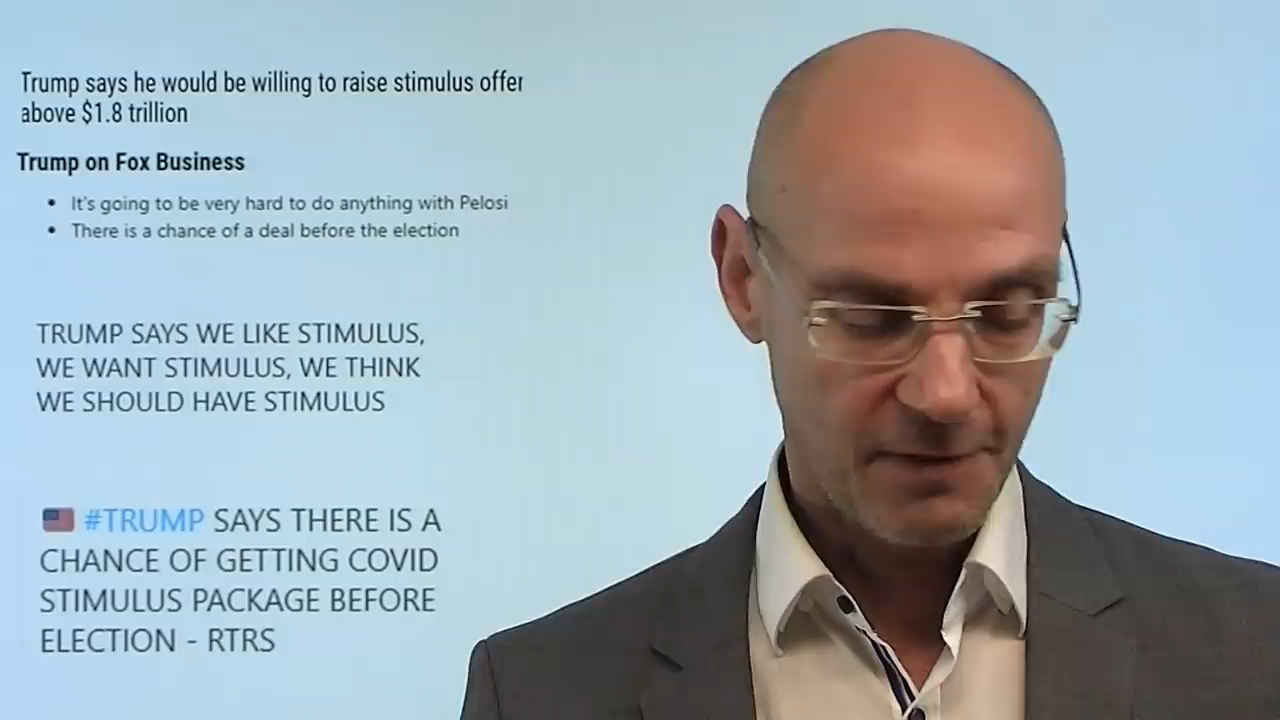 Trump says he would be willing to raise stimulus offer
above $1.8 trillion
Trump on Fox Business
• It's going to be very hard to do anything with Pelosi
• There is a chance of a deal before the election
TRUMP SAYS WE LIKE STIMULUS,
WE WANT STIMULUS, WE THINK
WE SHOULD HAVE STIMULUS
🇺🇸 #TRUMP SAYS THERE IS A
CHANCE OF GETTING COVID
STIMULUS PACKAGE BEFORE
ELECTION - RTRS